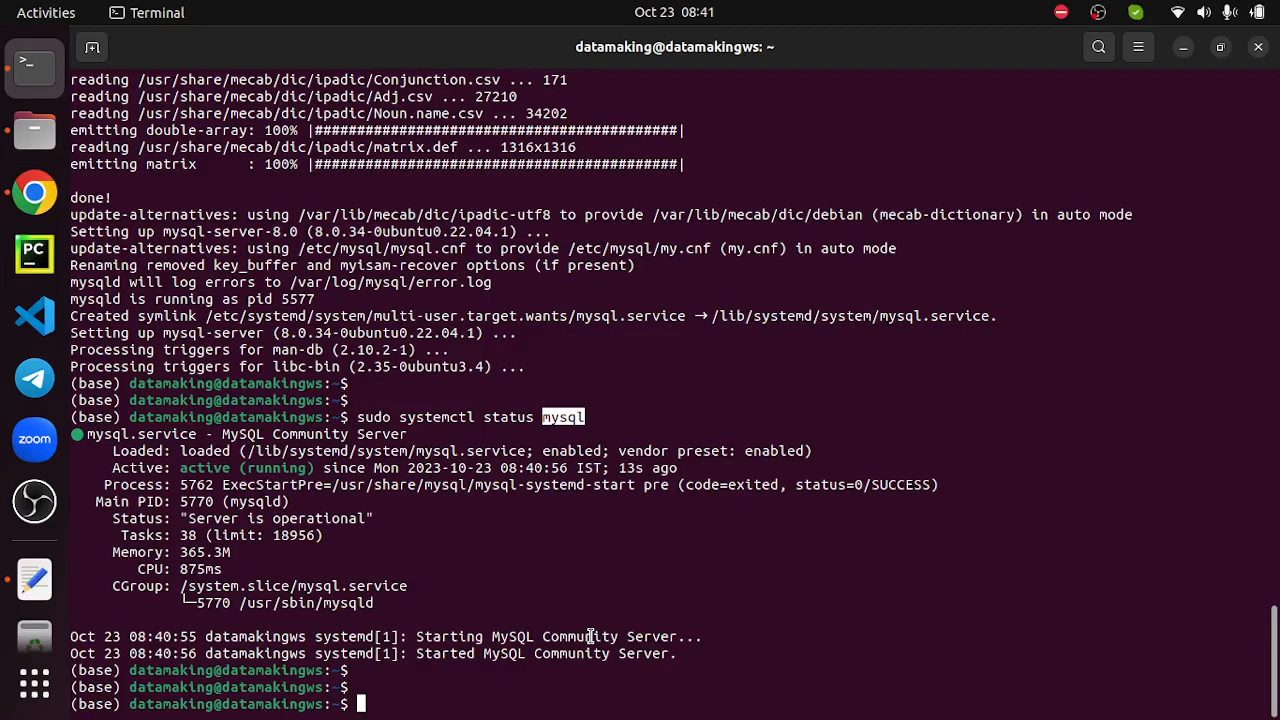 Activities
Terminal
Oct 23 08:41
datamaking@datamakingws: ~
reading /usr/share/mecab/dic/ipadic/Conjunction.csv ... 171
reading /usr/share/mecab/dic/ipadic/Adj.csv ... 27210
reading /usr/share/mecab/dic/ipadic/Noun.name.csv ... 34202
emitting double-array: 100% |###########################################|
reading /usr/share/mecab/dic/ipadic/matrix.def ... 1316x1316
emitting matrix      : 100% |###########################################|
done!
update-alternatives: using /var/lib/mecab/dic/ipadic-utf8 to provide /var/lib/mecab/dic/debian (mecab-dictionary) in auto mode
Setting up mysql-server-8.0 (8.0.34-0ubuntu0.22.04.1) ...
update-alternatives: using /etc/mysql/mysql.cnf to provide /etc/mysql/my.cnf (my.cnf) in auto mode
Renaming removed key_buffer and myisam-recover options (if present)
mysqld will log errors to /var/log/mysql/error.log
mysqld is running as pid 5577
Created symlink /etc/systemd/system/multi-user.target.wants/mysql.service → /lib/systemd/system/mysql.service.
Setting up mysql-server (8.0.34-0ubuntu0.22.04.1) ...
Processing triggers for man-db (2.10.2-1) ...
Processing triggers for libc-bin (2.35-0ubuntu3.4) ...
(base) datamaking@datamakingws:~$
(base) datamaking@datamakingws:~$
(base) datamaking@datamakingws:~$ sudo systemctl status mysql
● mysql.service - MySQL Community Server
     Loaded: loaded (/lib/systemd/system/mysql.service; enabled; vendor preset: enabled)
     Active: active (running) since Mon 2023-10-23 08:40:56 IST; 13s ago
    Process: 5762 ExecStartPre=/usr/share/mysql/mysql-systemd-start pre (code=exited, status=0/SUCCESS)
   Main PID: 5770 (mysqld)
     Status: "Server is operational"
      Tasks: 38 (limit: 18956)
     Memory: 365.3M
        CPU: 875ms
     CGroup: /system.slice/mysql.service
             └─5770 /usr/sbin/mysqld
Oct 23 08:40:55 datamakingws systemd[1]: Starting MySQL Community Server...
Oct 23 08:40:56 datamakingws systemd[1]: Started MySQL Community Server.
(base) datamaking@datamakingws:~$
(base) datamaking@datamakingws:~$
(base) datamaking@datamakingws:~$
PC
zoom